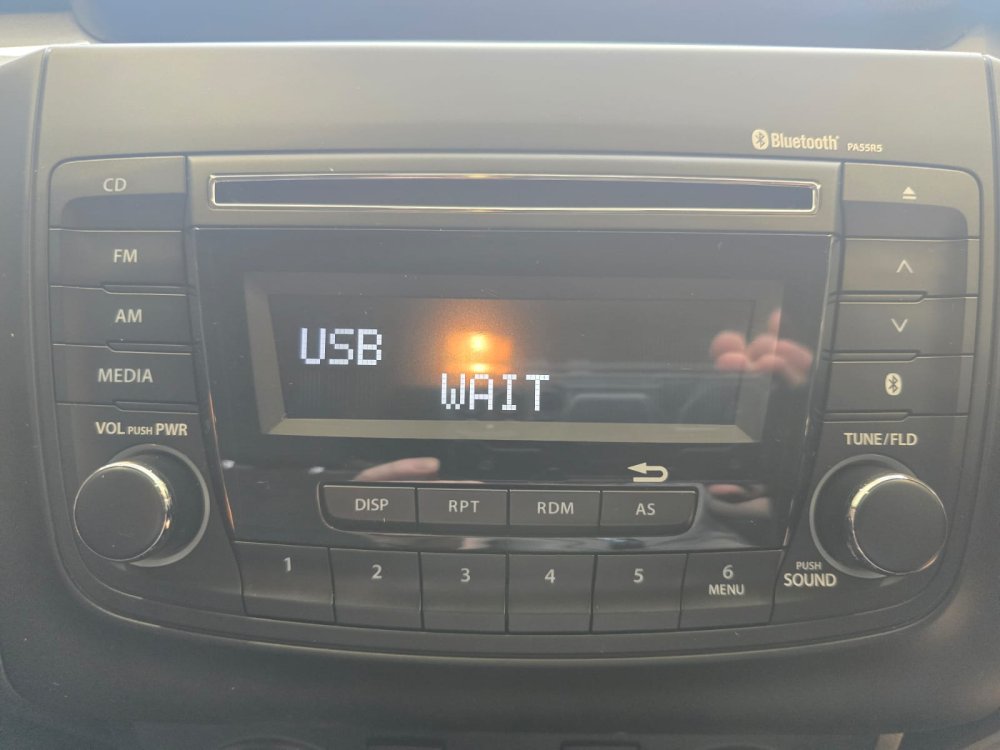 Bluetooth PA55R5
CD
FM
AM
MEDIA
VOL PUSH PWR
USB
WAIT
TUNE/FLD
DISP RPT RDM AS
1 2 3 4 5 6
MENU
PUSH
SOUND